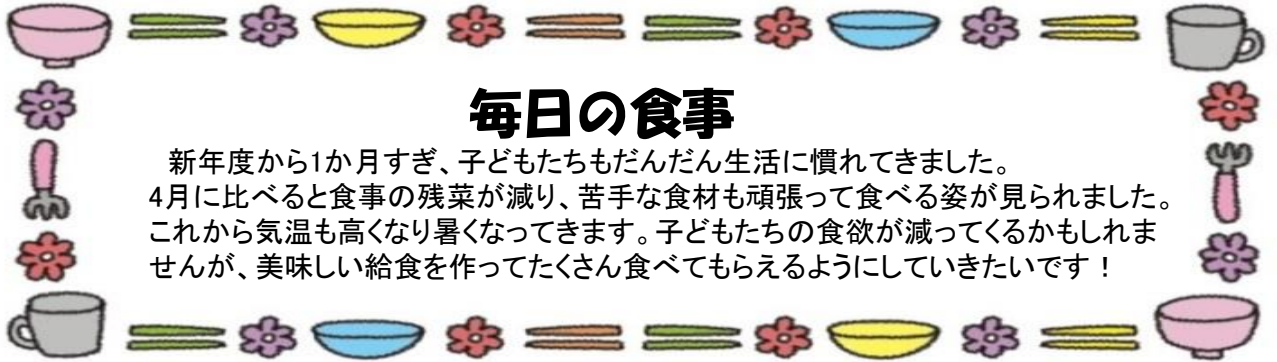 毎日の食事
新年度から1か月すぎ、子どもたちもだんだん生活に慣れてきました。
4月に比べると食事の残菜が減り、苦手な食材も頑張って食べる姿が見られました。
これから気温も高くなり暑くなってきます。子どもたちの食欲が減ってくるかもしれま
せんが、美味しい給食を作ってたくさん食べてもらえるようにしていきたいです！